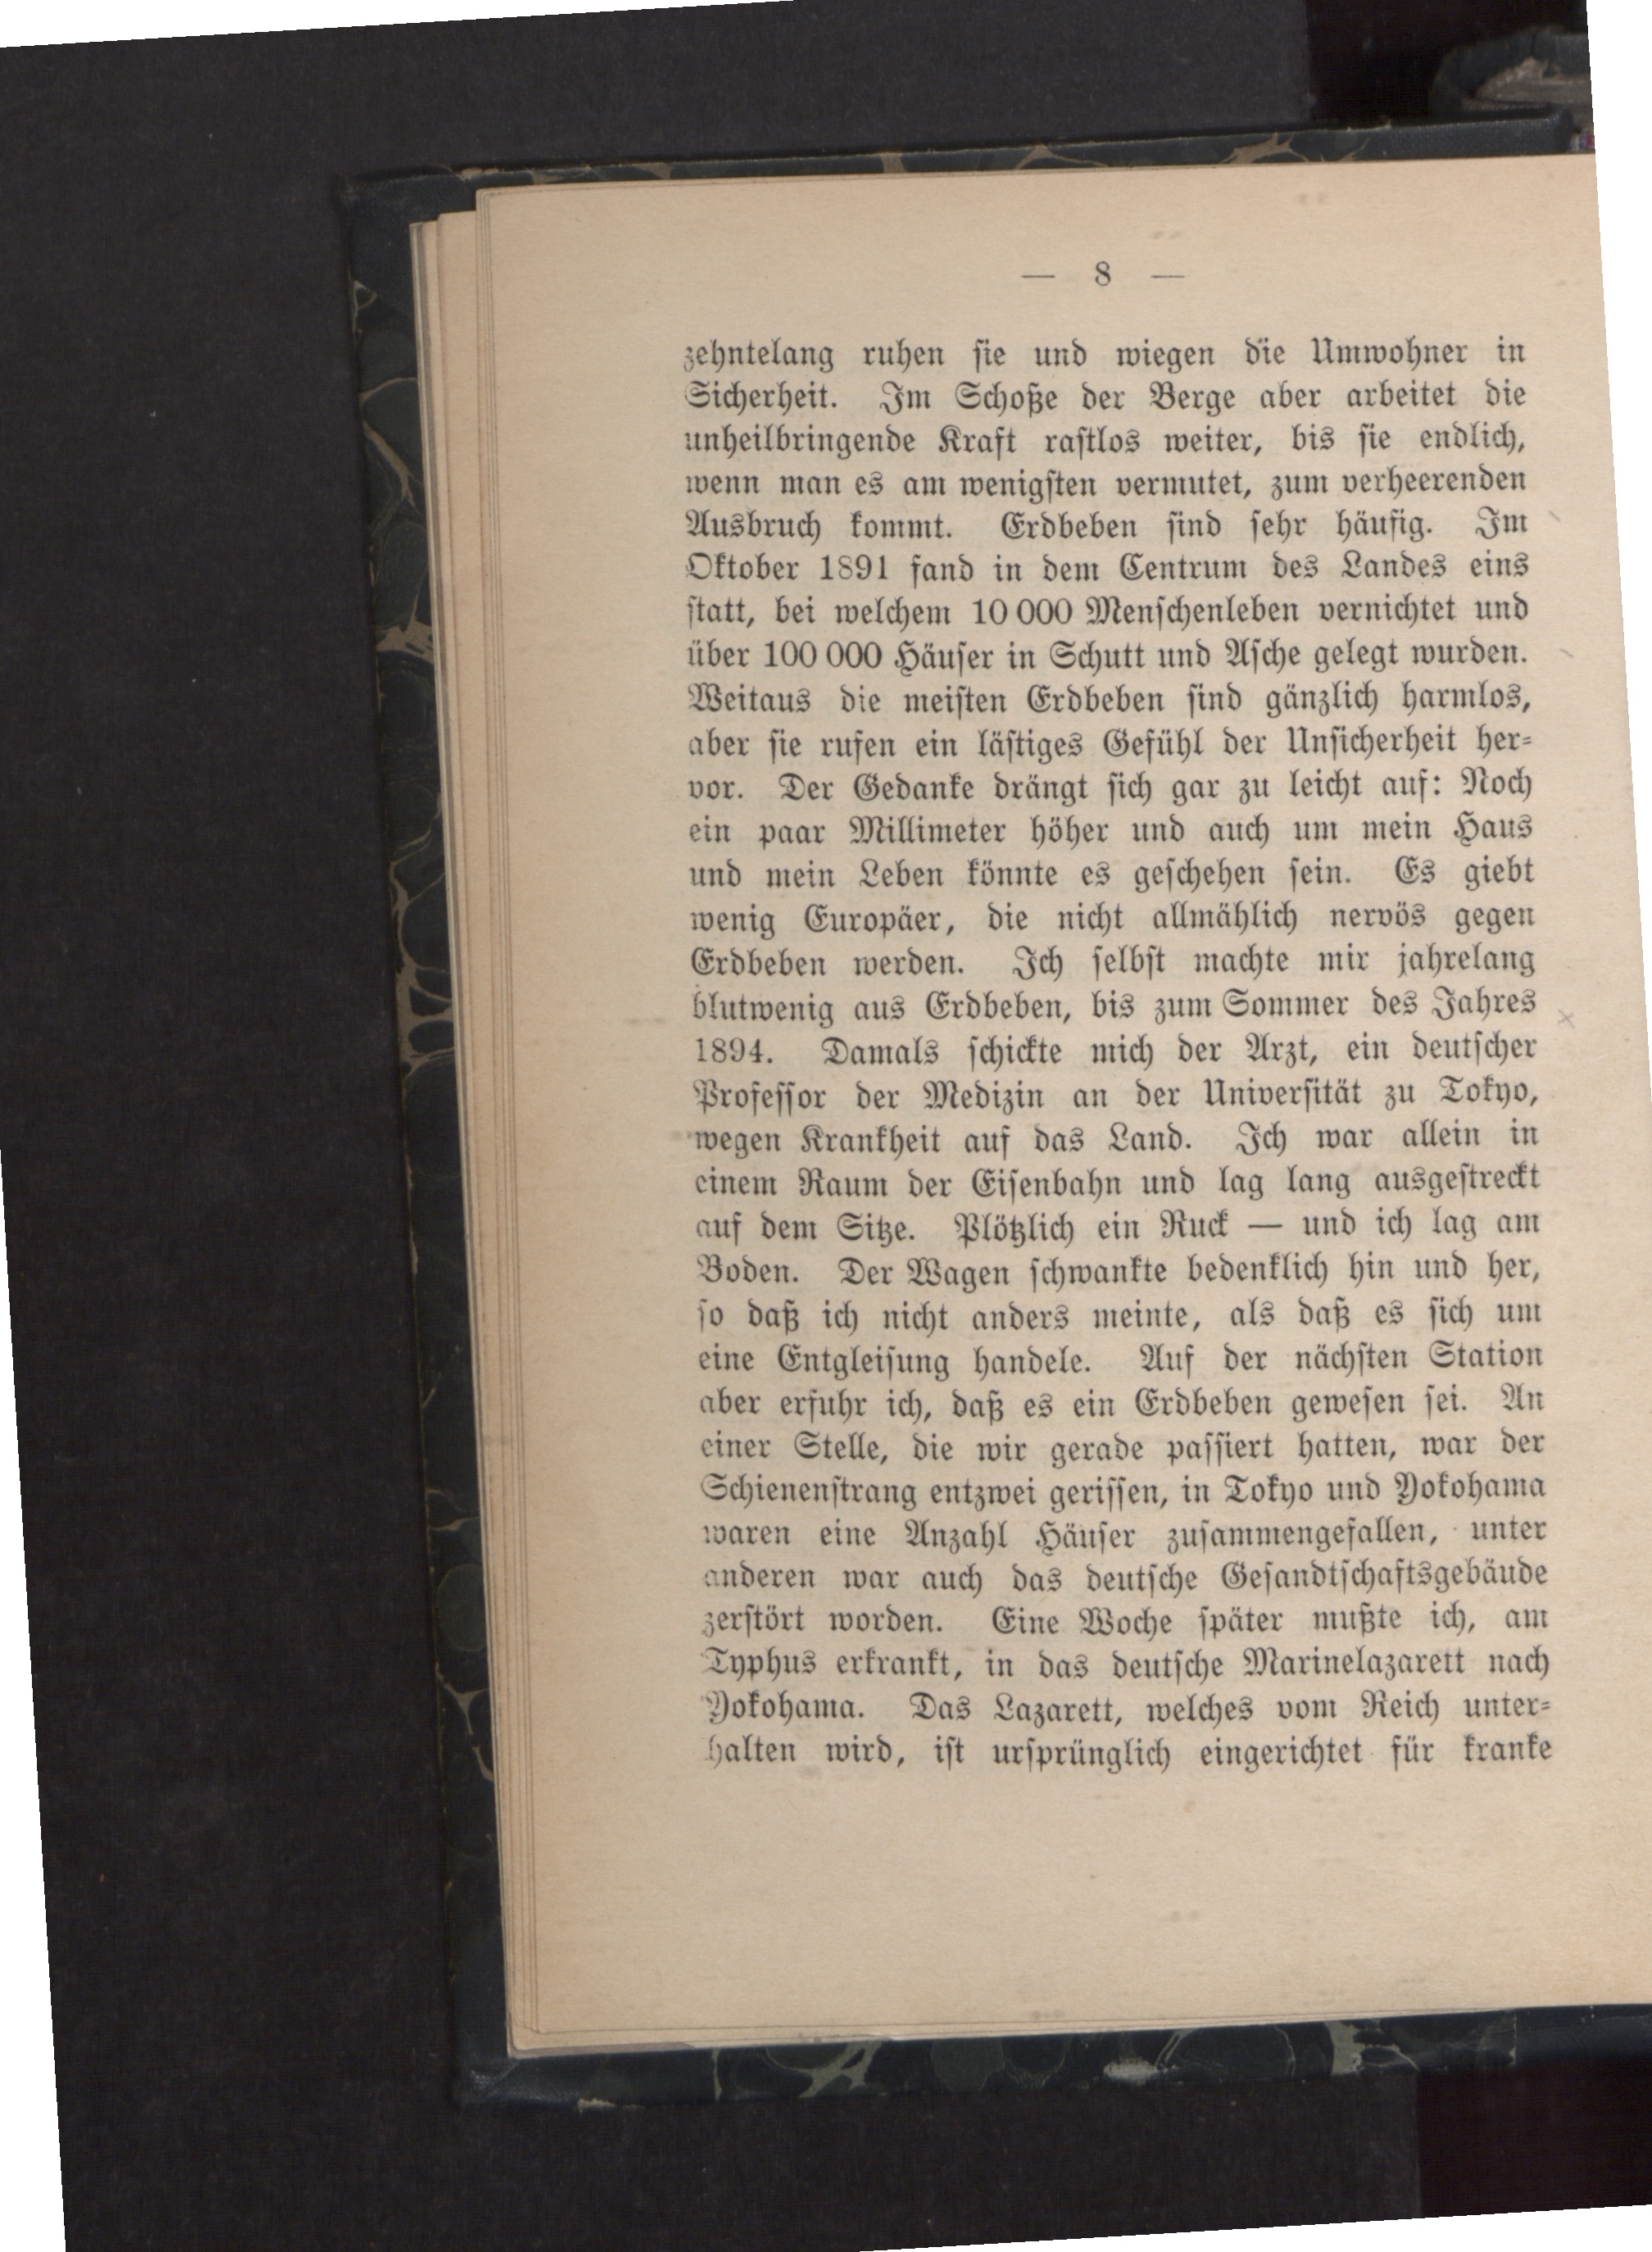 — 8 —
zehntelang ruhen ſie und wiegen die Umwohner in
Sicherheit. Im Schoße der Berge aber arbeitet die
unheilbringende Kraft raſtlos weiter, bis ſie endlich,
wenn man es am wenigſten vermutet, zum verheerenden
Ausbruch kommt. Erdbeben ſind ſehr häufig. Im
Oktober 1891 fand in dem Centrum des Landes eins
ſtatt, bei welchem 10 000 Menſchenleben vernichtet und
über 100 000 Häuſer in Schutt und Aſche gelegt wurden.
Weitaus die meiſten Erdbeben ſind gänzlich harmlos,
aber ſie rufen ein läſtiges Gefühl der Unſicherheit her⸗
vor. Der Gedanke drängt ſich gar zu leicht auf: Noch
ein paar Millimeter höher und auch um mein Haus
und mein Leben könnte es geſchehen ſein. Es giebt
wenig Europäer, die nicht allmählich nervös gegen
Erdbeben werden. Ich ſelbſt machte mir jahrelang
blutwenig aus Erdbeben, bis zum Sommer des Jahres
1894. Damals ſchickte mich der Arzt, ein deutſcher
Profeſſor der Medizin an der Univerſität zu Tokyo,
wegen Krankheit auf das Land. Ich war allein in
einem Raum der Eiſenbahn und lag lang ausgeſtreckt
auf dem Sitze. Plötzlich ein Ruck — und ich lag am
Boden. Der Wagen ſchwankte bedenklich hin und her,
ſo daß ich nicht anders meinte, als daß es ſich um
eine Entgleiſung handele. Auf der nächſten Station
aber erfuhr ich, daß es ein Erdbeben geweſen ſei. An
einer Stelle, die wir gerade paſſiert hatten, war der
Schienenſtrang entzwei geriſſen, in Tokyo und Yokohama
waren eine Anzahl Häuſer zuſammengefallen, unter
anderen war auch das deutſche Geſandtſchaftsgebäude
zerſtört worden. Eine Woche ſpäter mußte ich, am
Typhus erkrankt, in das deutſche Marinelazarett nach
Yokohama. Das Lazarett, welches vom Reich unter⸗
halten wird, iſt urſprünglich eingerichtet für kranke